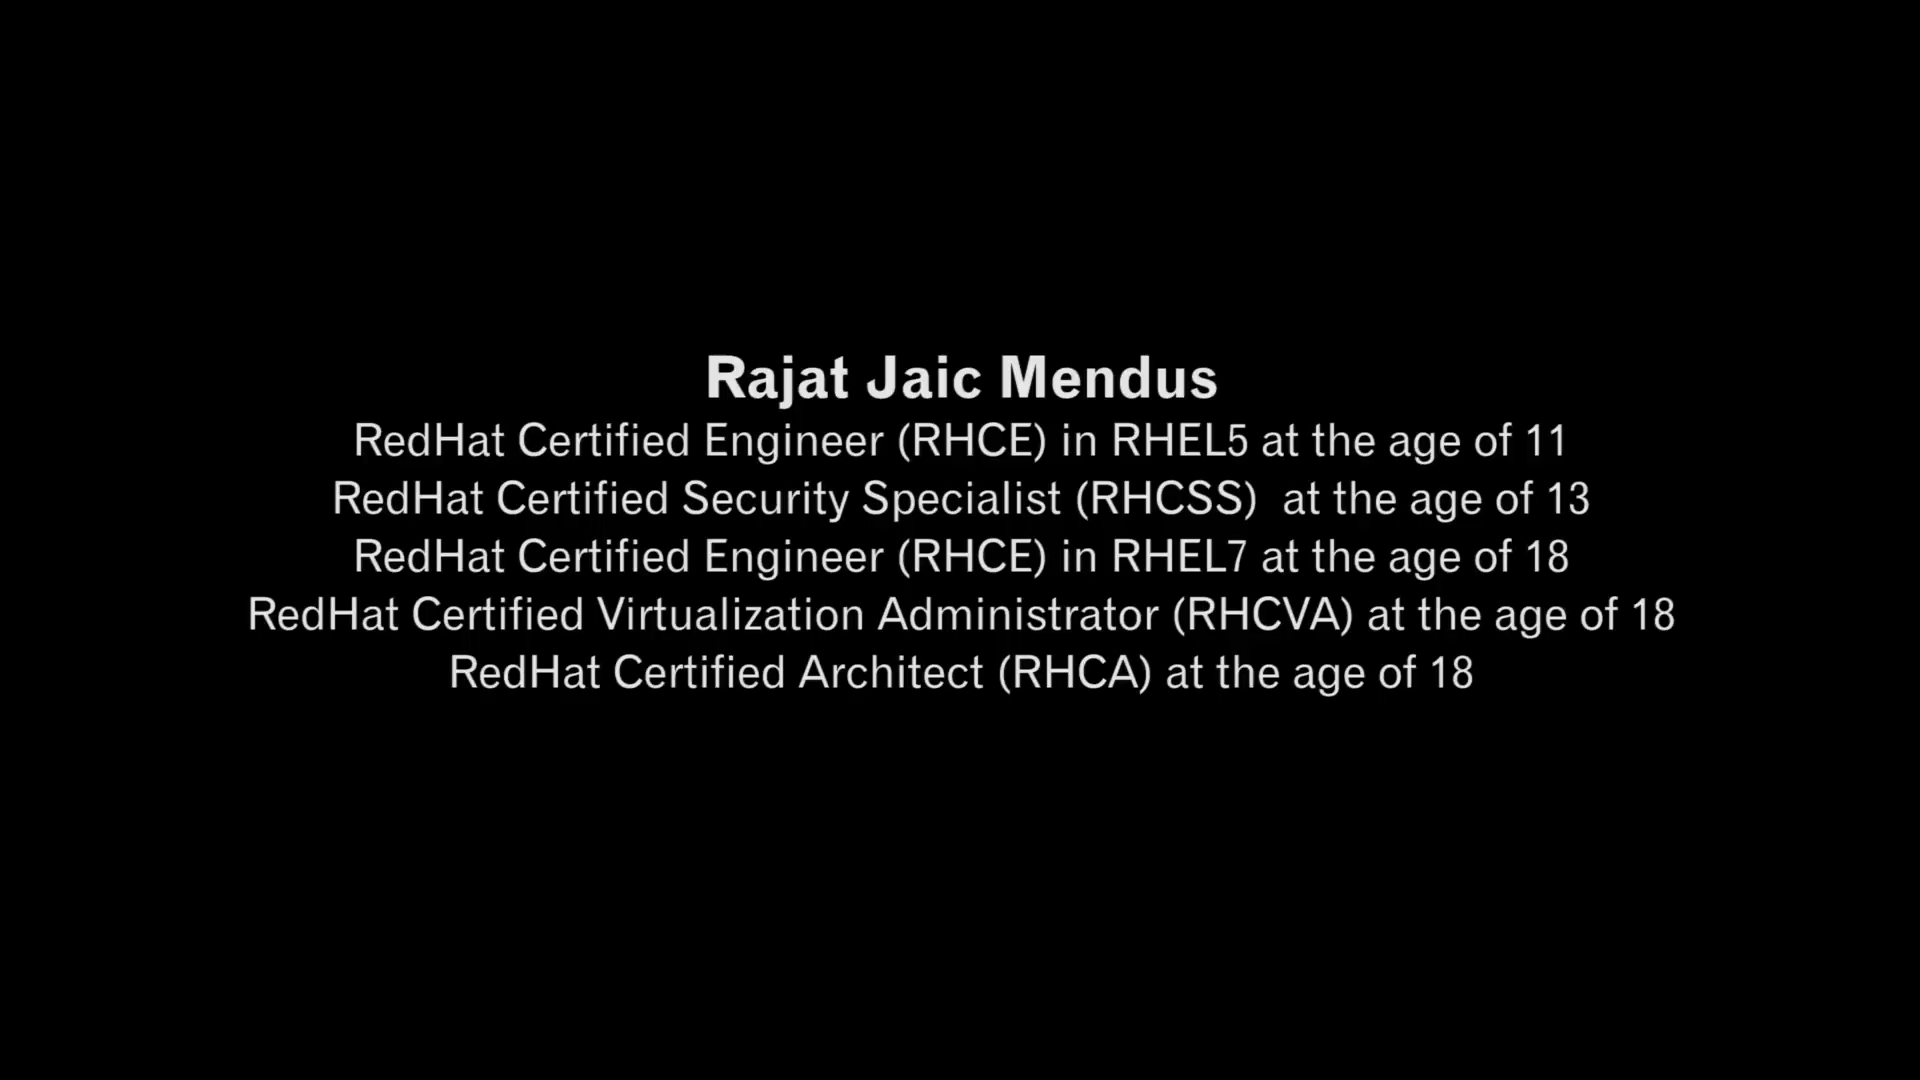 Rajat Jaic Mendus
RedHat Certified Engineer (RHCE) in RHEL5 at the age of 11
RedHat Certified Security Specialist (RHCSS)  at the age of 13
RedHat Certified Engineer (RHCE) in RHEL7 at the age of 18
RedHat Certified Virtualization Administrator (RHCVA) at the age of 18
RedHat Certified Architect (RHCA) at the age of 18